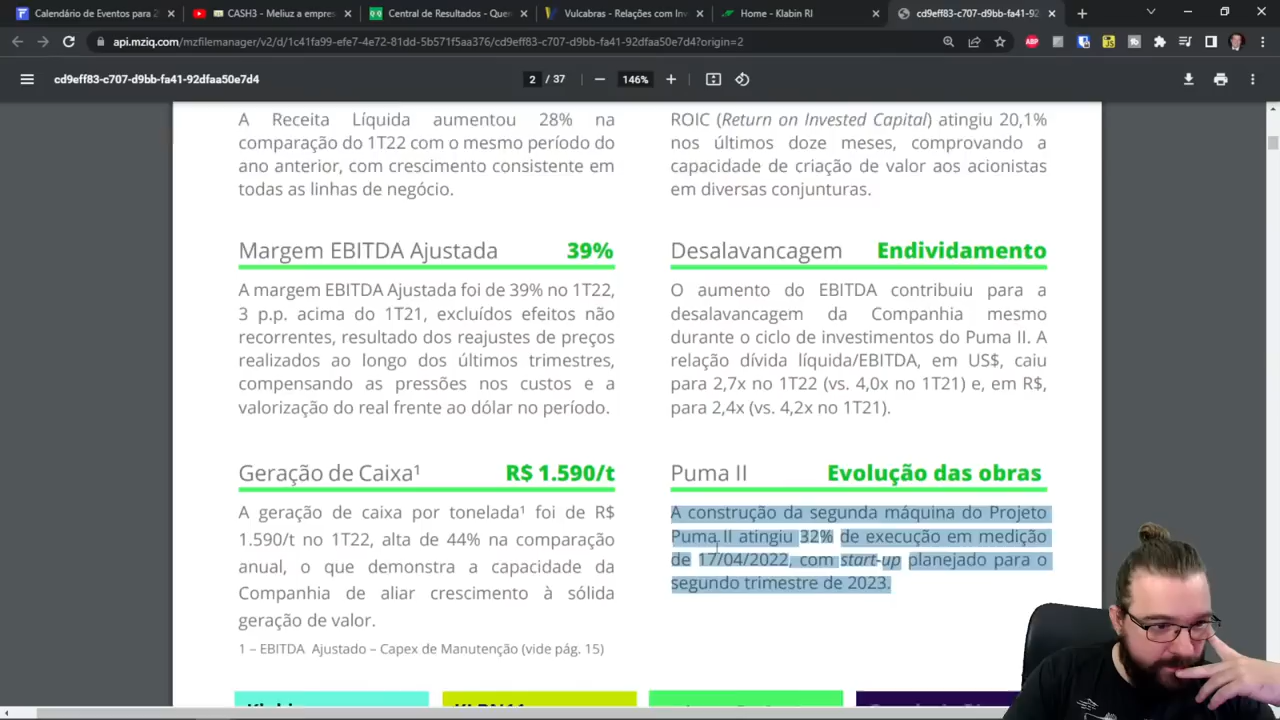 Calendário de Eventos para 2
CASH3 - Meliuz a empres
Central de Resultados - Quer
Vulcabras - Relações com Inv
Home - Klabin RI
cd9eff83-c707-d9bb-fa41-92
api.mziq.com/mzfilemanager/v2/d/1c41fa99-efe7-4e72-81dd-5b571f5aa376/cd9eff83-c707-d9bb-fa41-92dfaa50e7d4?origin=2
cd9eff83-c707-d9bb-fa41-92dfaa50e7d4
2 / 37
146%
A Receita Líquida aumentou 28% na
comparação do 1T22 com o mesmo período do
ano anterior, com crescimento consistente em
todas as linhas de negócio.
ROIC (Return on Invested Capital) atingiu 20,1%
nos últimos doze meses, comprovando a
capacidade de criação de valor aos acionistas
em diversas conjunturas.
Margem EBITDA Ajustada 39%
A margem EBITDA Ajustada foi de 39% no 1T22,
3 p.p. acima do 1T21, excluídos efeitos não
recorrentes, resultado dos reajustes de preços
realizados ao longo dos últimos trimestres,
compensando as pressões nos custos e a
valorização do real frente ao dólar no período.
Desalavancagem Endividamento
O aumento do EBITDA contribuiu para a
desalavancagem da Companhia mesmo
durante o ciclo de investimentos do Puma II. A
relação dívida líquida/EBITDA, em US$, caiu
para 2,7x no 1T22 (vs. 4,0x no 1T21) e, em R$,
para 2,4x (vs. 4,2x no 1T21).
Geração de Caixa¹ R$ 1.590/t
A geração de caixa por tonelada¹ foi de R$
1.590/t no 1T22, alta de 44% na comparação
anual, o que demonstra a capacidade da
Companhia de aliar crescimento à sólida
geração de valor.
1 – EBITDA Ajustado – Capex de Manutenção (vide pág. 15)
Puma II Evolução das obras
A construção da segunda máquina do Projeto
Puma II atingiu 32% de execução em medição
de 17/04/2022, com start-up planejado para o
segundo trimestre de 2023.